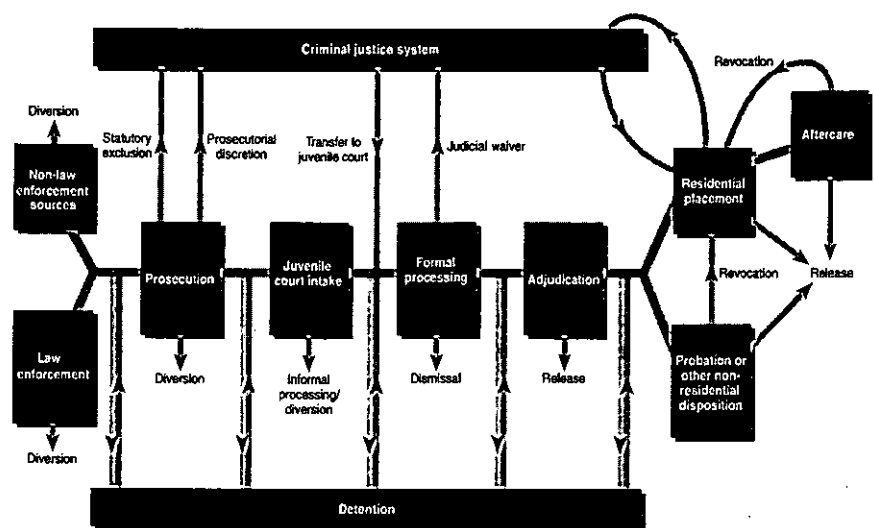 Criminal justice system
Revocation
Diversion
Aftercare
Statutory
exclusion
Prosecutorial
discretion
Transfer to
juvenile court
Judicial waiver
Non-law
enforcement
sources
Residential
placement
Prosecution
Juvenile
court intake
Formal
processing
Adjudication
Revocation
Release
Law
enforcement
Diversion
Informal
processing/
diversion
Dismissal
Release
Probation or
other non-
residential
disposition
Diversion
Detention